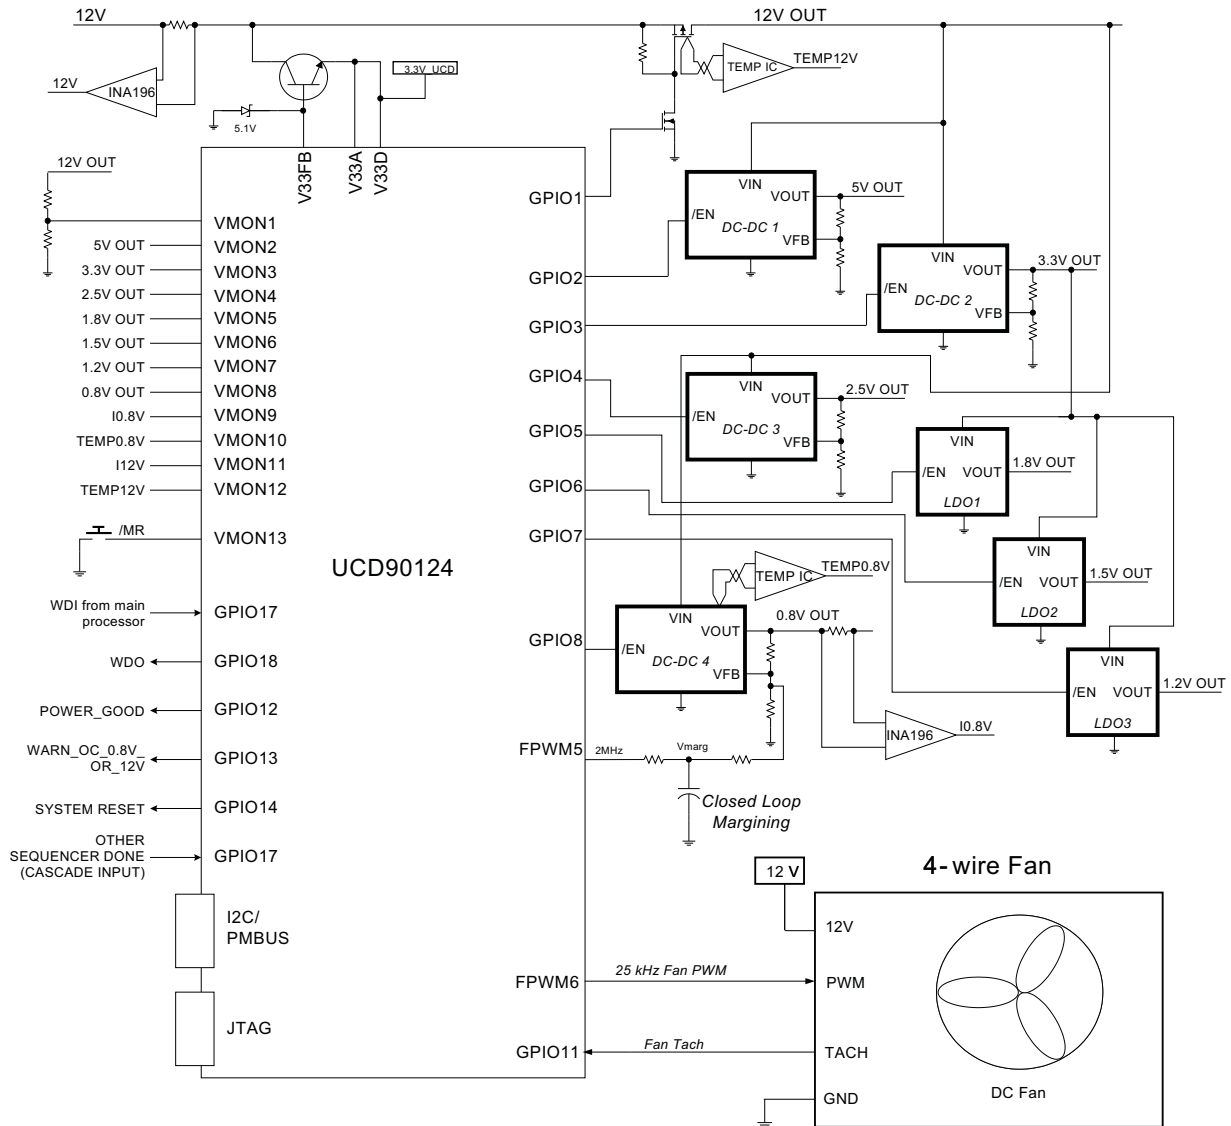 12V
12V OUT
12V
INA196
3.3V_UCD
5.1V
TEMP IC
TEMP12V
12V OUT
V33FB
V33A
V33D
VMON1
5V OUT
VMON2
3.3V OUT
VMON3
2.5V OUT
VMON4
1.8V OUT
VMON5
1.5V OUT
VMON6
1.2V OUT
VMON7
0.8V OUT
VMON8
I0.8V
VMON9
TEMP0.8V
VMON10
I12V
VMON11
TEMP12V
VMON12
/MR
VMON13
UCD90124
WDI from main
processor
GPIO17
WDO
GPIO18
POWER_GOOD
GPIO12
WARN_OC_0.8V_
OR_12V
GPIO13
SYSTEM RESET
GPIO14
OTHER
SEQUENCER DONE
(CASCADE INPUT)
GPIO17
I2C/
PMBUS
JTAG
GPIO1
GPIO2
GPIO3
GPIO4
GPIO5
GPIO6
GPIO7
GPIO8
FPWM5
FPWM6
GPIO11
VIN
VOUT
/EN
DC-DC 1
VFB
5V OUT
VIN
VOUT
/EN
DC-DC 2
VFB
3.3V OUT
VIN
VOUT
/EN
DC-DC 3
VFB
2.5V OUT
VIN
/EN
VOUT
LDO1
1.8V OUT
VIN
/EN
VOUT
LDO2
1.5V OUT
VIN
/EN
VOUT
LDO3
1.2V OUT
TEMP IC
TEMP0.8V
VIN
VOUT
/EN
DC-DC 4
VFB
0.8V OUT
INA196
I0.8V
2MHz
Vmarg
Closed Loop
Margining
4-wire Fan
12 V
12V
25 kHz Fan PWM
PWM
Fan Tach
TACH
GND
DC Fan